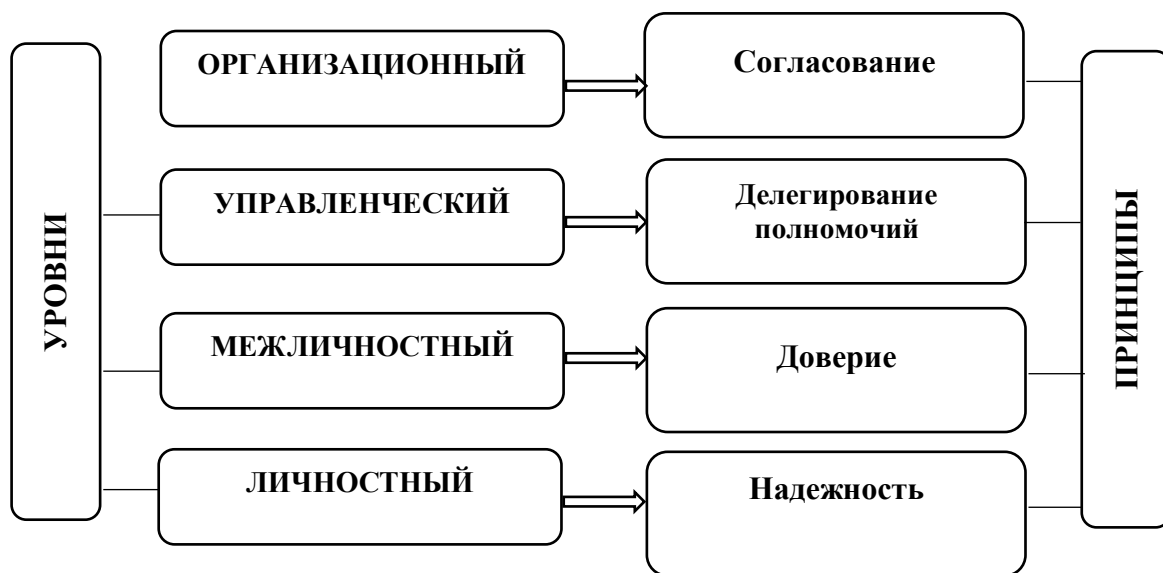 УРОВНИ
ОРГАНИЗАЦИОННЫЙ
Согласование
УПРАВЛЕНЧЕСКИЙ
Делегирование
полномочий
МЕЖЛИЧНОСТНЫЙ
Доверие
ЛИЧНОСТНЫЙ
Надежность
ПРИНЦИПЫ